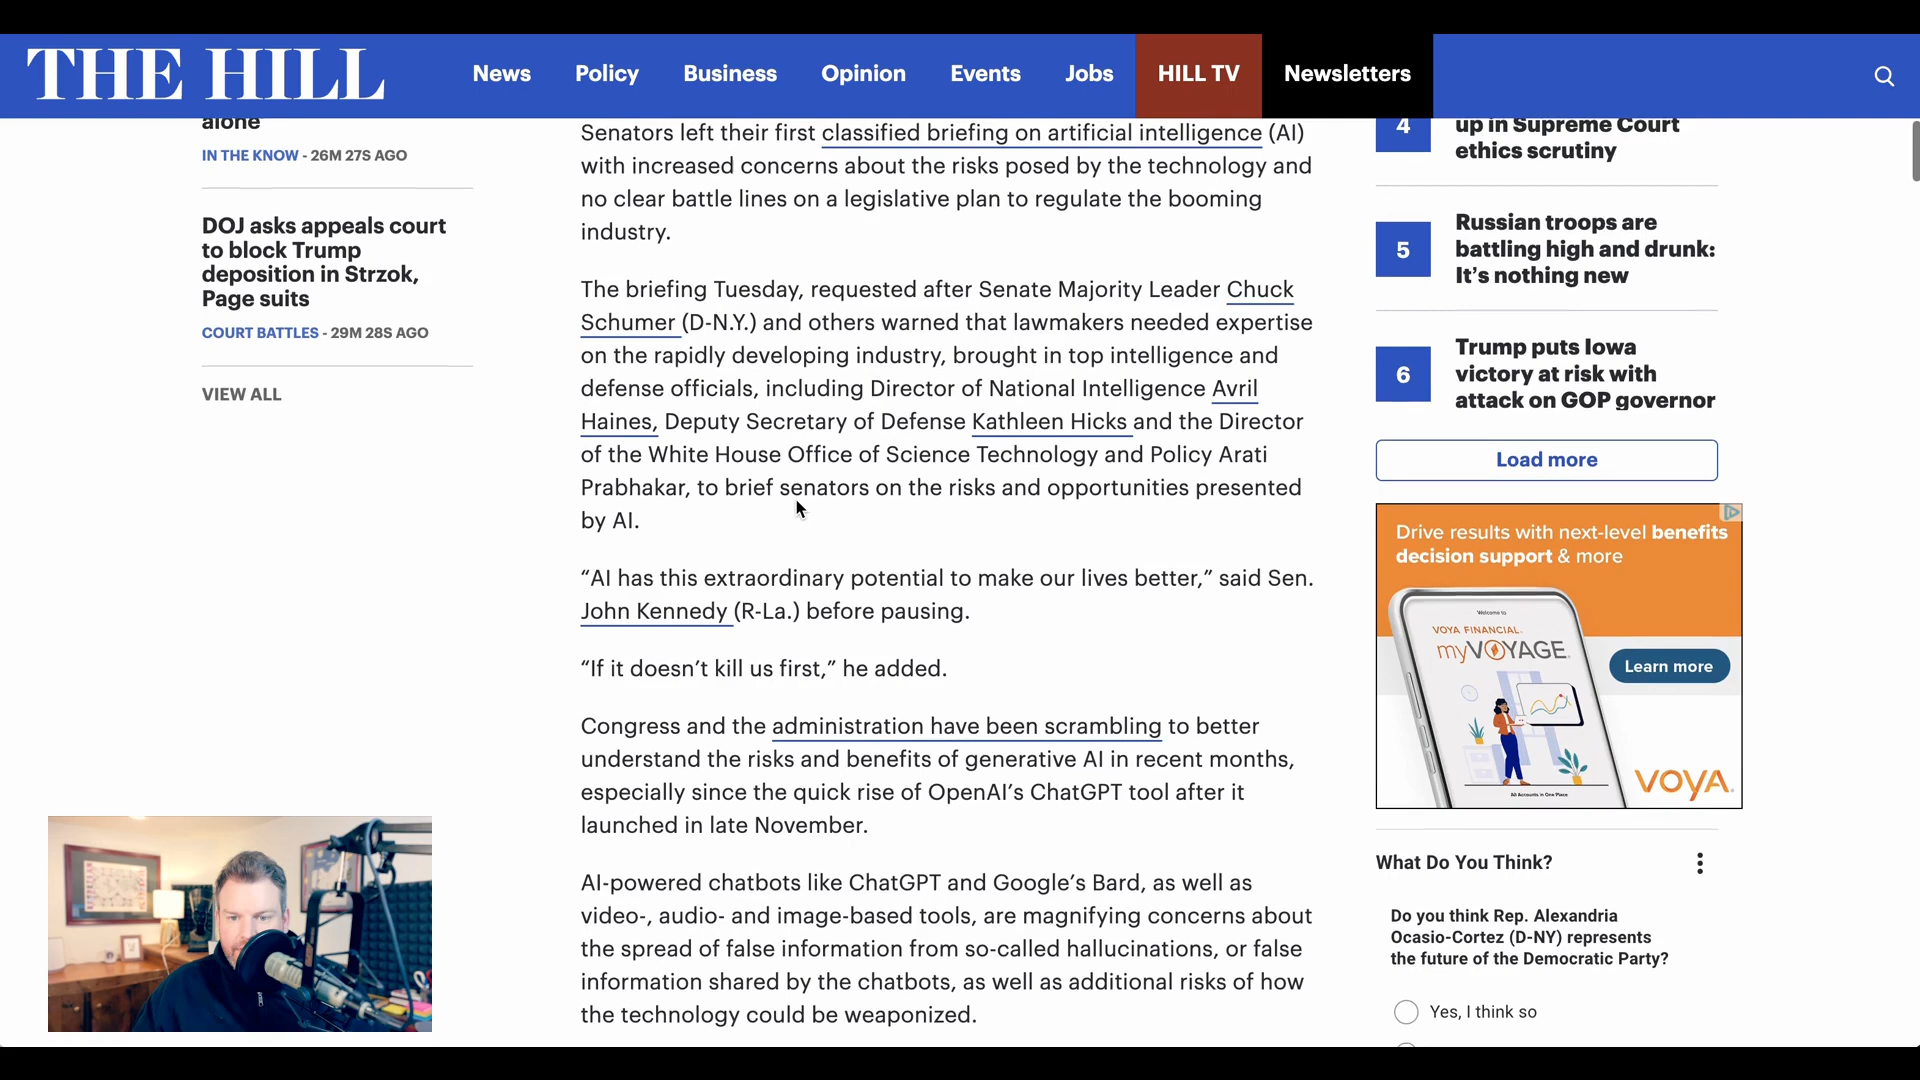 THE HILL
News
Policy
Business
Opinion
Events
Jobs
HILL TV
Newsletters
alone
IN THE KNOW - 26M 27S AGO
DOJ asks appeals court
to block Trump
deposition in Strzok,
Page suits
COURT BATTLES - 29M 28S AGO
VIEW ALL
Senators left their first classified briefing on artificial intelligence (AI)
with increased concerns about the risks posed by the technology and
no clear battle lines on a legislative plan to regulate the booming
industry.
The briefing Tuesday, requested after Senate Majority Leader Chuck
Schumer (D-N.Y.) and others warned that lawmakers needed expertise
on the rapidly developing industry, brought in top intelligence and
defense officials, including Director of National Intelligence Avril
Haines, Deputy Secretary of Defense Kathleen Hicks and the Director
of the White House Office of Science Technology and Policy Arati
Prabhakar, to brief senators on the risks and opportunities presented
by AI.
“AI has this extraordinary potential to make our lives better,” said Sen.
John Kennedy (R-La.) before pausing.
“If it doesn’t kill us first,” he added.
Congress and the administration have been scrambling to better
understand the risks and benefits of generative AI in recent months,
especially since the quick rise of OpenAI’s ChatGPT tool after it
launched in late November.
AI-powered chatbots like ChatGPT and Google’s Bard, as well as
video-, audio- and image-based tools, are magnifying concerns about
the spread of false information from so-called hallucinations, or false
information shared by the chatbots, as well as additional risks of how
the technology could be weaponized.
4
up in Supreme Court
ethics scrutiny
5
Russian troops are
battling high and drunk:
It’s nothing new
6
Trump puts Iowa
victory at risk with
attack on GOP governor
Load more
Drive results with next-level benefits
decision support & more
Welcome to
VOYA FINANCIAL
myVOYAGE
Learn more
All Accounts in One Place
VOYA
What Do You Think?
Do you think Rep. Alexandria
Ocasio-Cortez (D-NY) represents
the future of the Democratic Party?
Yes, I think so